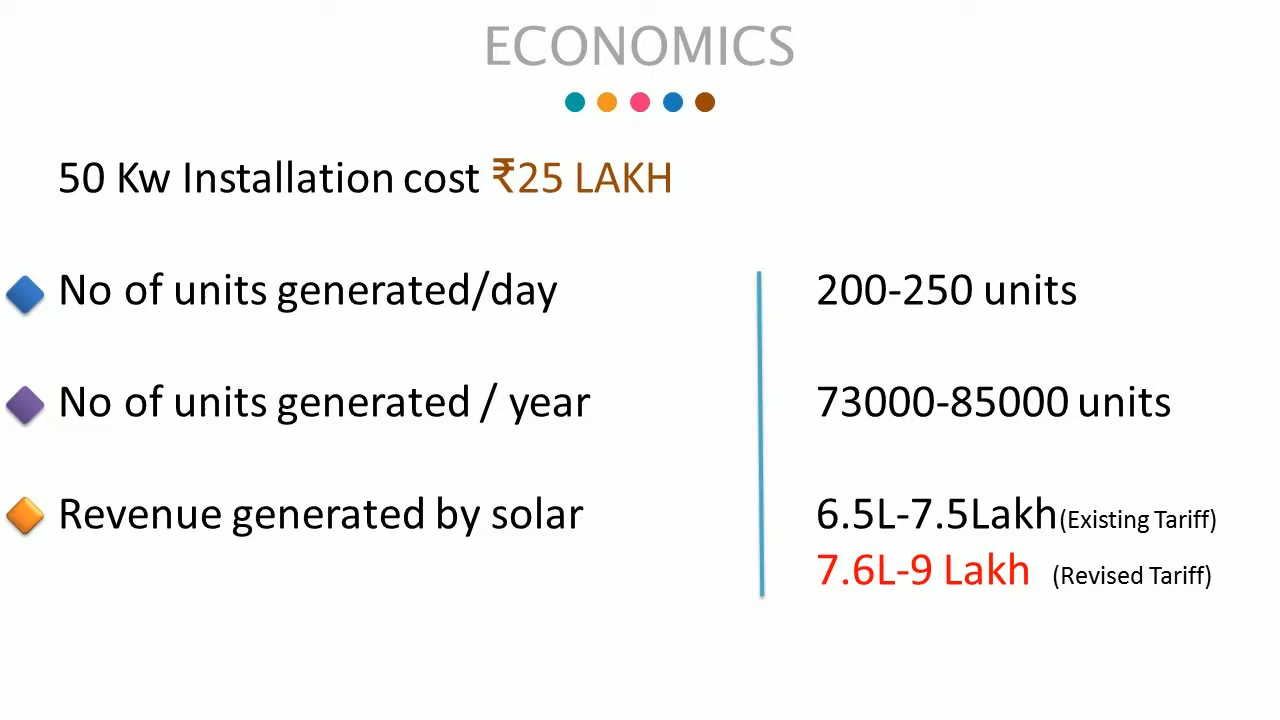 ECONOMICS
50 Kw Installation cost ₹25 LAKH
No of units generated/day 200-250 units
No of units generated / year 73000-85000 units
Revenue generated by solar 6.5L-7.5Lakh(Existing Tariff)
7.6L-9 Lakh (Revised Tariff)